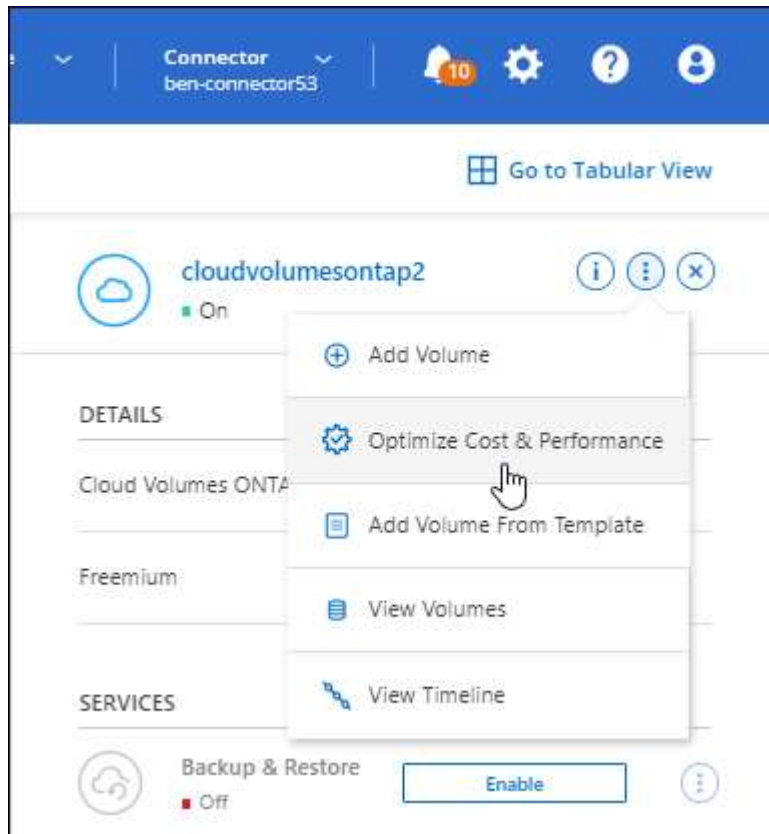 Connector
ben-connector53
10
Go to Tabular View
cloudvolumesontap2
On
Add Volume
DETAILS
Optimize Cost & Performance
Cloud Volumes ONTA
Add Volume From Template
Freemium
View Volumes
View Timeline
SERVICES
Backup & Restore
Off
Enable